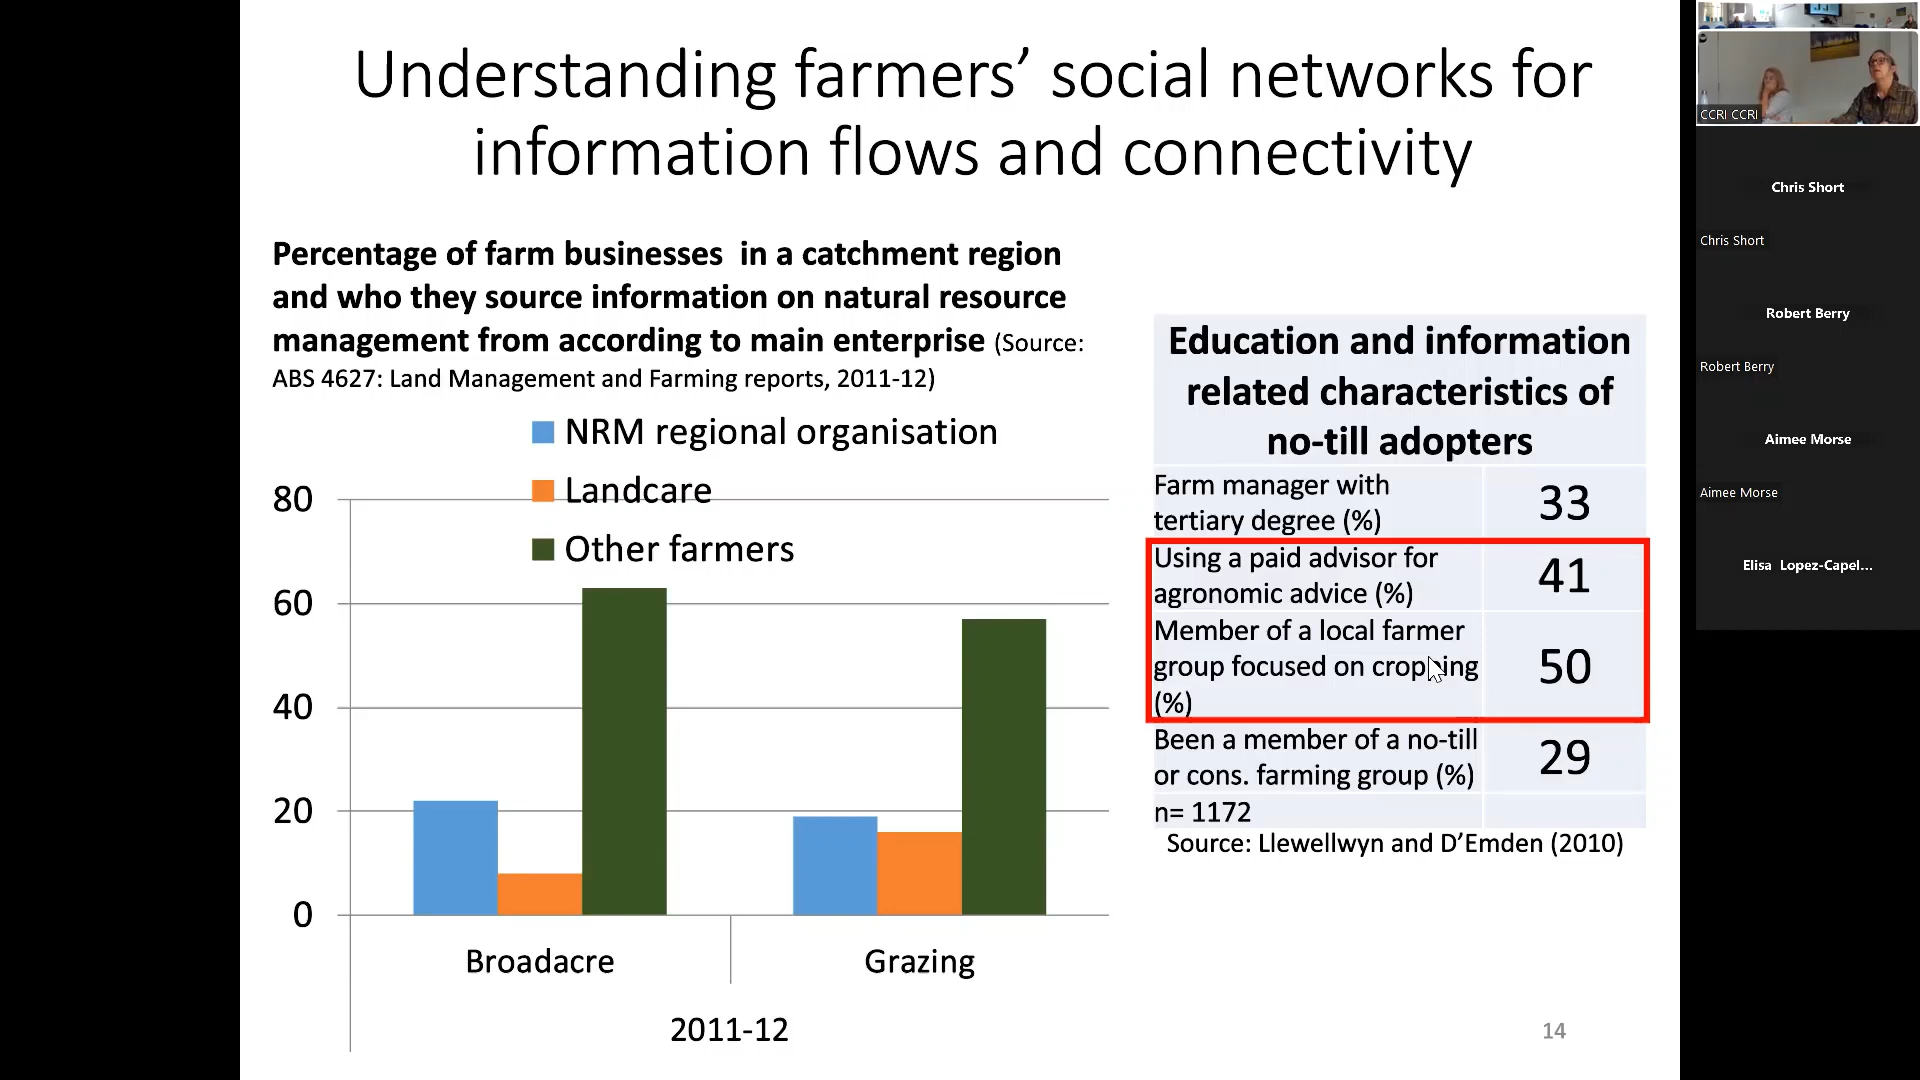 Understanding farmers’ social networks for
information flows and connectivity
Percentage of farm businesses in a catchment region
and who they source information on natural resource
management from according to main enterprise (Source:
ABS 4627: Land Management and Farming reports, 2011-12)
NRM regional organisation
Landcare
Other farmers
80
60
40
20
0
Broadacre
Grazing
2011-12
Education and information
related characteristics of
no-till adopters
Farm manager with
tertiary degree (%)
33
Using a paid advisor for
agronomic advice (%)
41
Member of a local farmer
group focused on cropping
(%)
50
Been a member of a no-till
or cons. farming group (%)
29
n= 1172
Source: Llewellwyn and D’Emden (2010)
14
CCRI CCRI
Chris Short
Chris Short
Robert Berry
Robert Berry
Aimee Morse
Aimee Morse
Elisa Lopez-Capel...